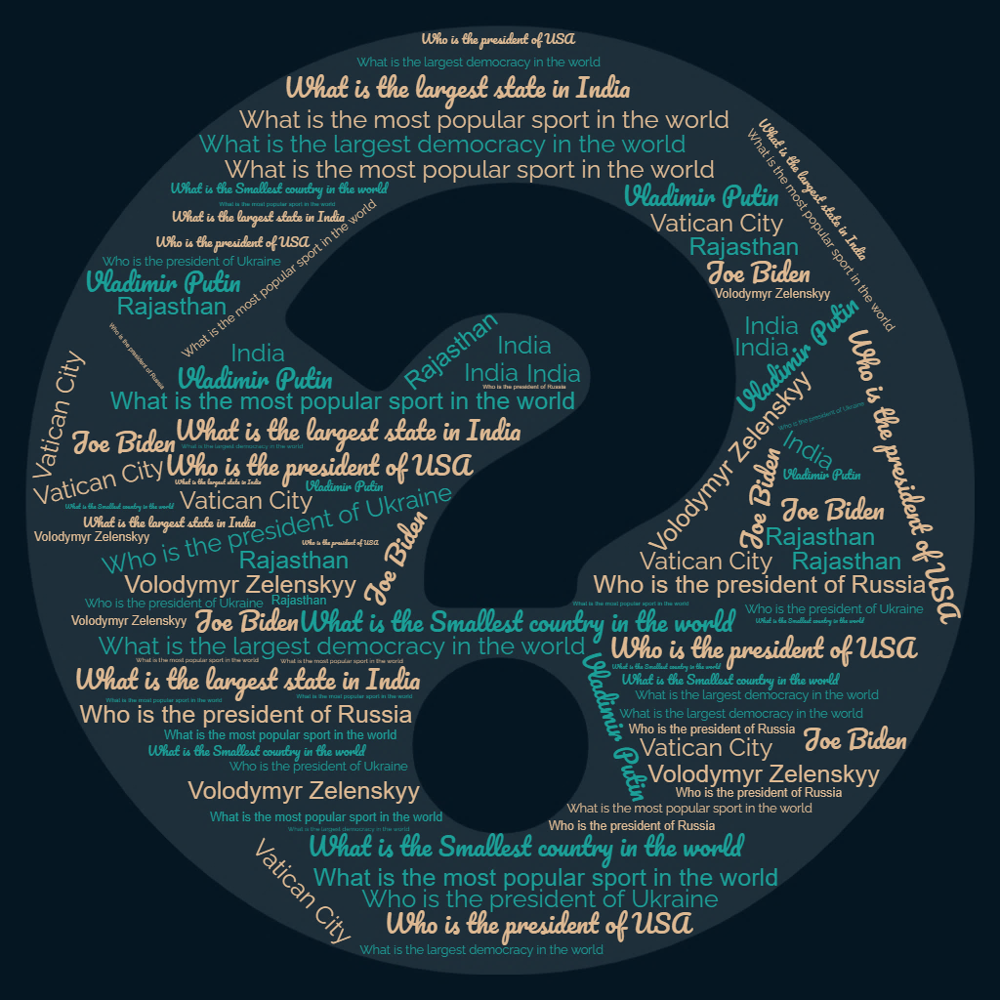 Who is the president of USA
What is the largest democracy in the world
What is the largest state in India
What is the most popular sport in the world
What is the largest democracy in the world
What is the most popular sport in the world
What is the largest state in India
What is the most popular sport in the world
What is the Smallest country in the world
Vladimir Putin
What is the most popular sport in the world
What is the largest state in India
What is the most popular sport in the world
Vatican City
Who is the president of USA
Rajasthan
Who is the president of Ukraine
Joe Biden
Vladimir Putin
Volodymyr Zelenskyy
Rajasthan
India
Vladimir Putin
Who is the president of Russia
Rajasthan
India
India
India
Vladimir Putin
India India
Who is the president of Russia
Who is the president of USA
What is the most popular sport in the world
Vatican City
Volodymyr Zelenskyy
Who is the president of Ukraine
What is the largest state in India
Joe Biden
What is the largest democracy in the world
India
Joe Biden
Who is the president of USA
Vatican City
What is the largest state in India
Vladimir Putin
Vladimir Putin
Vatican City
What is the Smallest country in the world
Who is the president of Ukraine
Joe Biden
What is the largest state in India
Volodymyr Zelenskyy
Who is the president of USA
Joe Biden
Rajasthan
Rajasthan
Vatican City
Rajasthan
Volodymyr Zelenskyy
Who is the president of Russia
Who is the president of Ukraine
Rajasthan
What is the most popular sport in the world
Who is the president of Ukraine
Volodymyr Zelenskyy
Joe Biden
What is the Smallest country in the world
What is the Smallest country in the world
What is the largest democracy in the world
Who is the president of USA
What is the most popular sport in the world
What is the most popular sport in the world
What is the Smallest country in the world
What is the largest state in India
What is the Smallest country in the world
Vladimir Putin
What is the most popular sport in the world
What is the most popular sport in the world
What is the largest democracy in the world
Who is the president of Russia
What is the largest democracy in the world
What is the most popular sport in the world
Who is the president of Russia
Joe Biden
What is the Smallest country in the world
Vatican City
Who is the president of Ukraine
Volodymyr Zelenskyy
Volodymyr Zelenskyy
Who is the president of Russia
What is the most popular sport in the world
What is the most popular sport in the world
What is the largest democracy in the world
Who is the president of Russia
What is the Smallest country in the world
Vatican City
What is the most popular sport in the world
Who is the president of Ukraine
Who is the president of USA
What is the largest democracy in the world